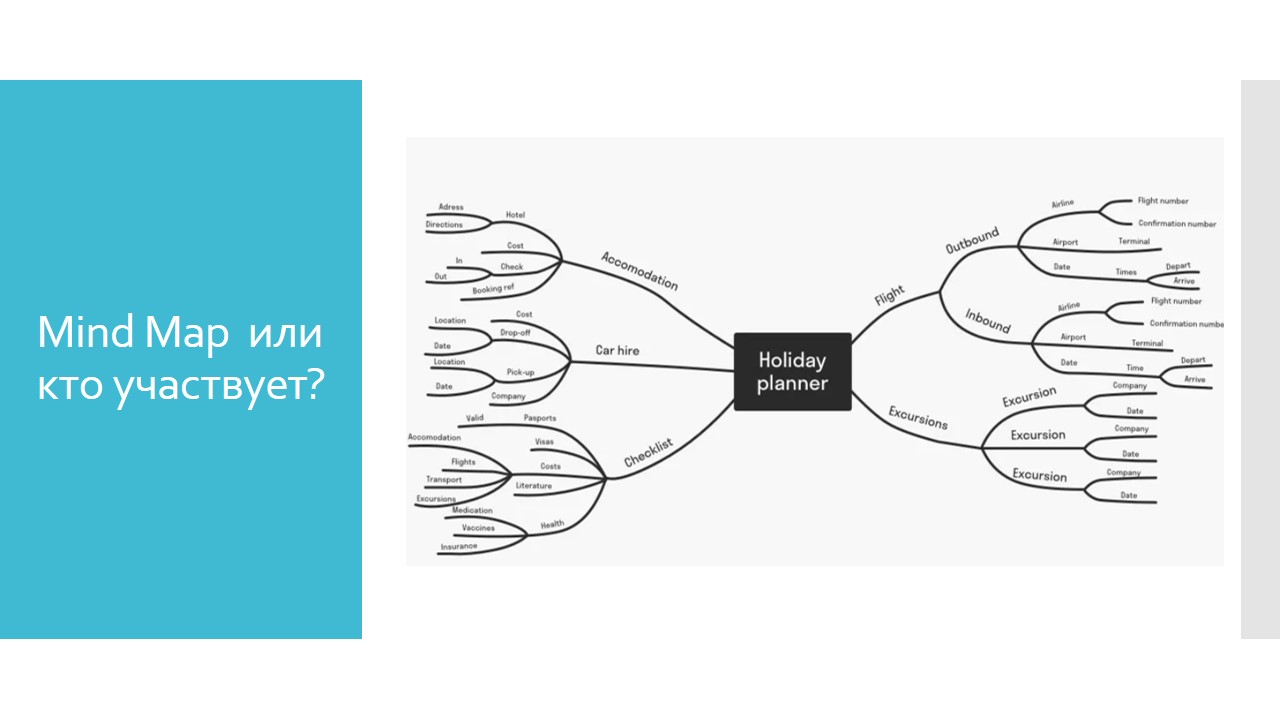 Mind Map или
кто участвует?
Holiday
planner
Accomodation
Hotel
Adress
Directions
Cost
Check
In
Out
Booking ref
Car hire
Cost
Drop-off
Location
Date
Pick-up
Location
Date
Company
Checklist
Pasports
Valid
Visas
Costs
Accomodation
Flights
Transport
Excursions
Literature
Health
Medication
Vaccines
Insurance
Flight
Outbound
Airline
Flight number
Confirmation number
Airport
Terminal
Date
Times
Depart
Arrive
Inbound
Airline
Flight number
Confirmation numbe
Airport
Terminal
Date
Time
Depart
Arrive
Excursions
Excursion
Company
Date
Excursion
Company
Date
Excursion
Company
Date